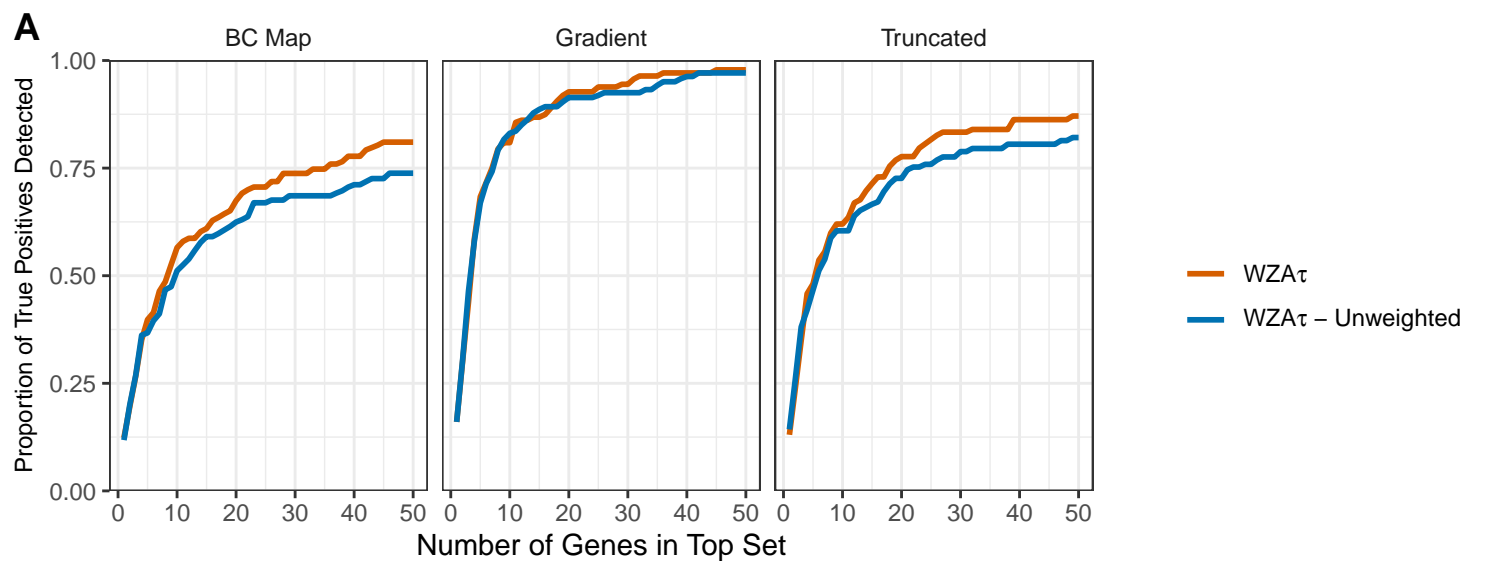 A
BC Map
Gradient
Truncated
Proportion of True Positives Detected
1.00
0.75
0.50
0.25
0.00
0 10 20 30 40 50
0 10 20 30 40 50
0 10 20 30 40 50
Number of Genes in Top Set
WZAτ
WZAτ − Unweighted